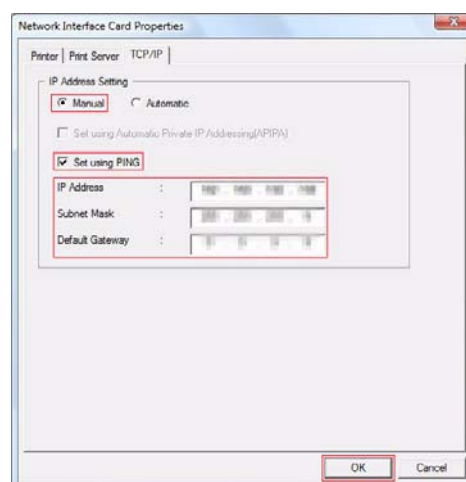 Network Interface Card Properties
Printer Print Server TCP/IP
IP Address Setting
Manual Automatic
Set using Automatic Private IP Addressing(APIPA)
Set using PING
IP Address :
Subnet Mask :
Default Gateway :
OK Cancel